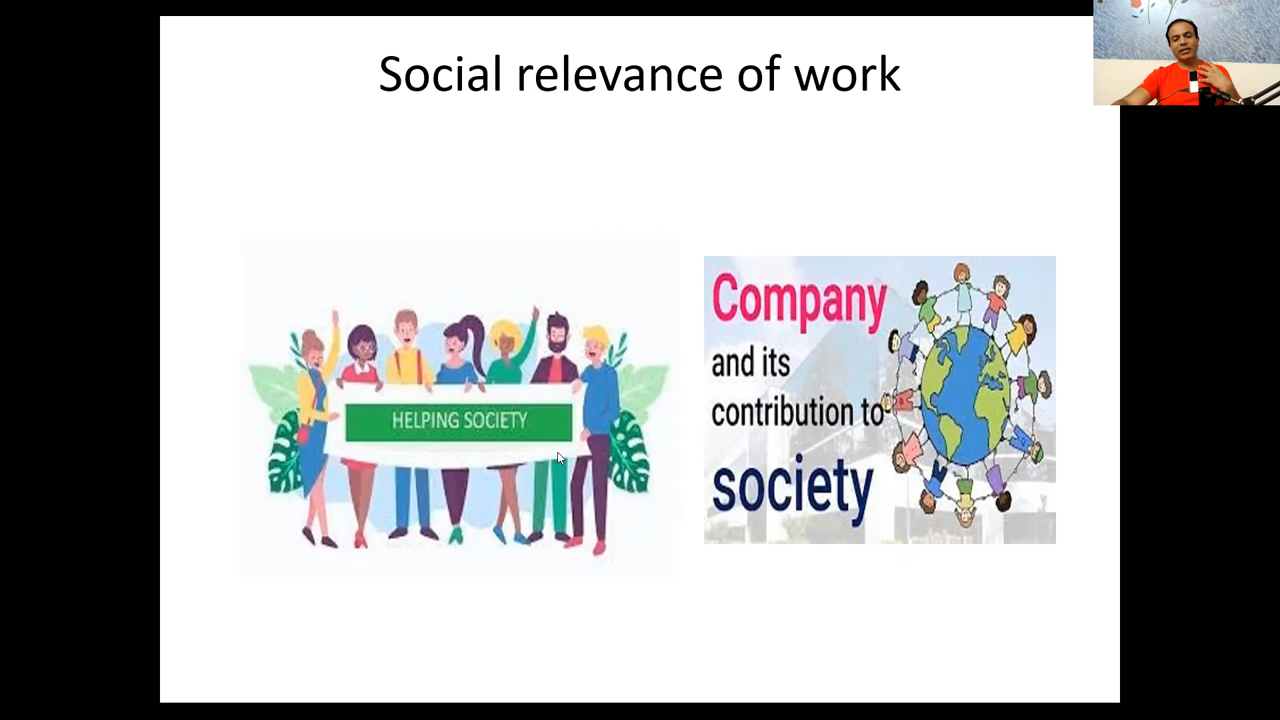 Social relevance of work
HELPING SOCIETY
Company
and its
contribution to
society